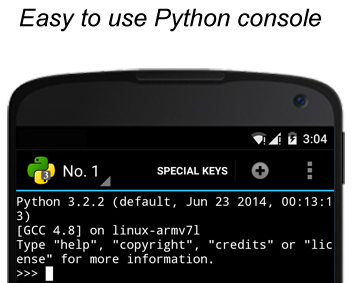 Easy to use Python console
3:04
No. 1 SPECIAL KEYS
Python 3.2.2 (default, Jun 23 2014, 00:13:1
3)
[GCC 4.8] on linux-armv7l
Type "help", "copyright", "credits" or "lic
ense" for more information.
>>>